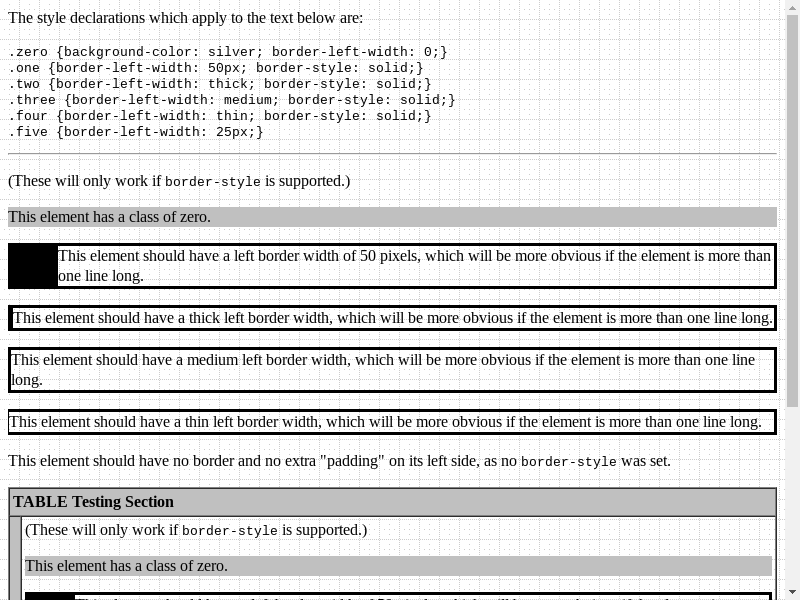 The style declarations which apply to the text below are:
.zero {background-color: silver; border-left-width: 0;}
.one {border-left-width: 50px; border-style: solid;}
.two {border-left-width: thick; border-style: solid;}
.three {border-left-width: medium; border-style: solid;}
.four {border-left-width: thin; border-style: solid;}
.five {border-left-width: 25px;}
(These will only work if border-style is supported.)
This element has a class of zero.
This element should have a left border width of 50 pixels, which will be more obvious if the element is more than
one line long.
This element should have a thick left border width, which will be more obvious if the element is more than one line long.
This element should have a medium left border width, which will be more obvious if the element is more than one line
long.
This element should have a thin left border width, which will be more obvious if the element is more than one line long.
This element should have no border and no extra "padding" on its left side, as no border-style was set.
TABLE Testing Section
(These will only work if border-style is supported.)
This element has a class of zero.